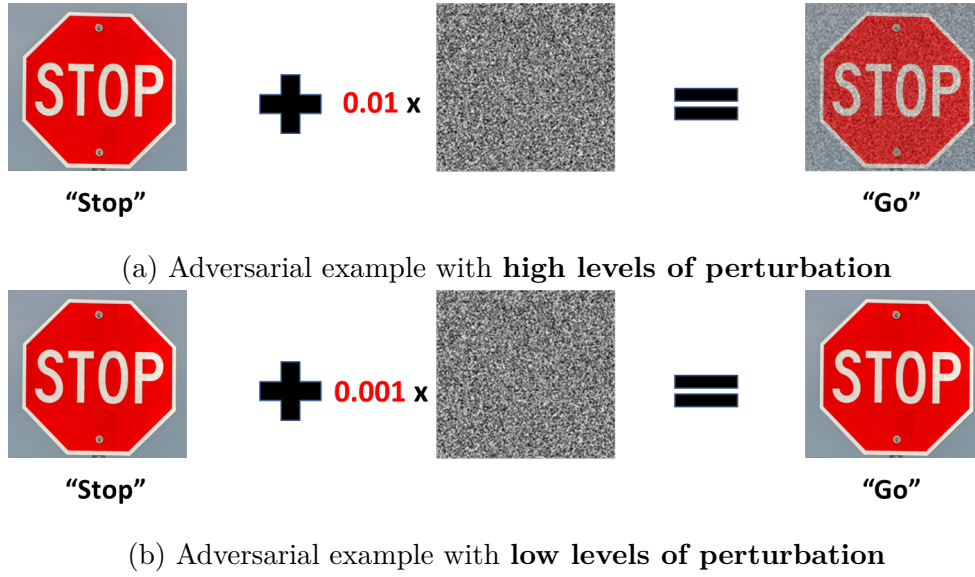 STOP
0.01 x
STOP
“Stop”
“Go”
(a) Adversarial example with high levels of perturbation
STOP
0.001 x
STOP
“Stop”
“Go”
(b) Adversarial example with low levels of perturbation